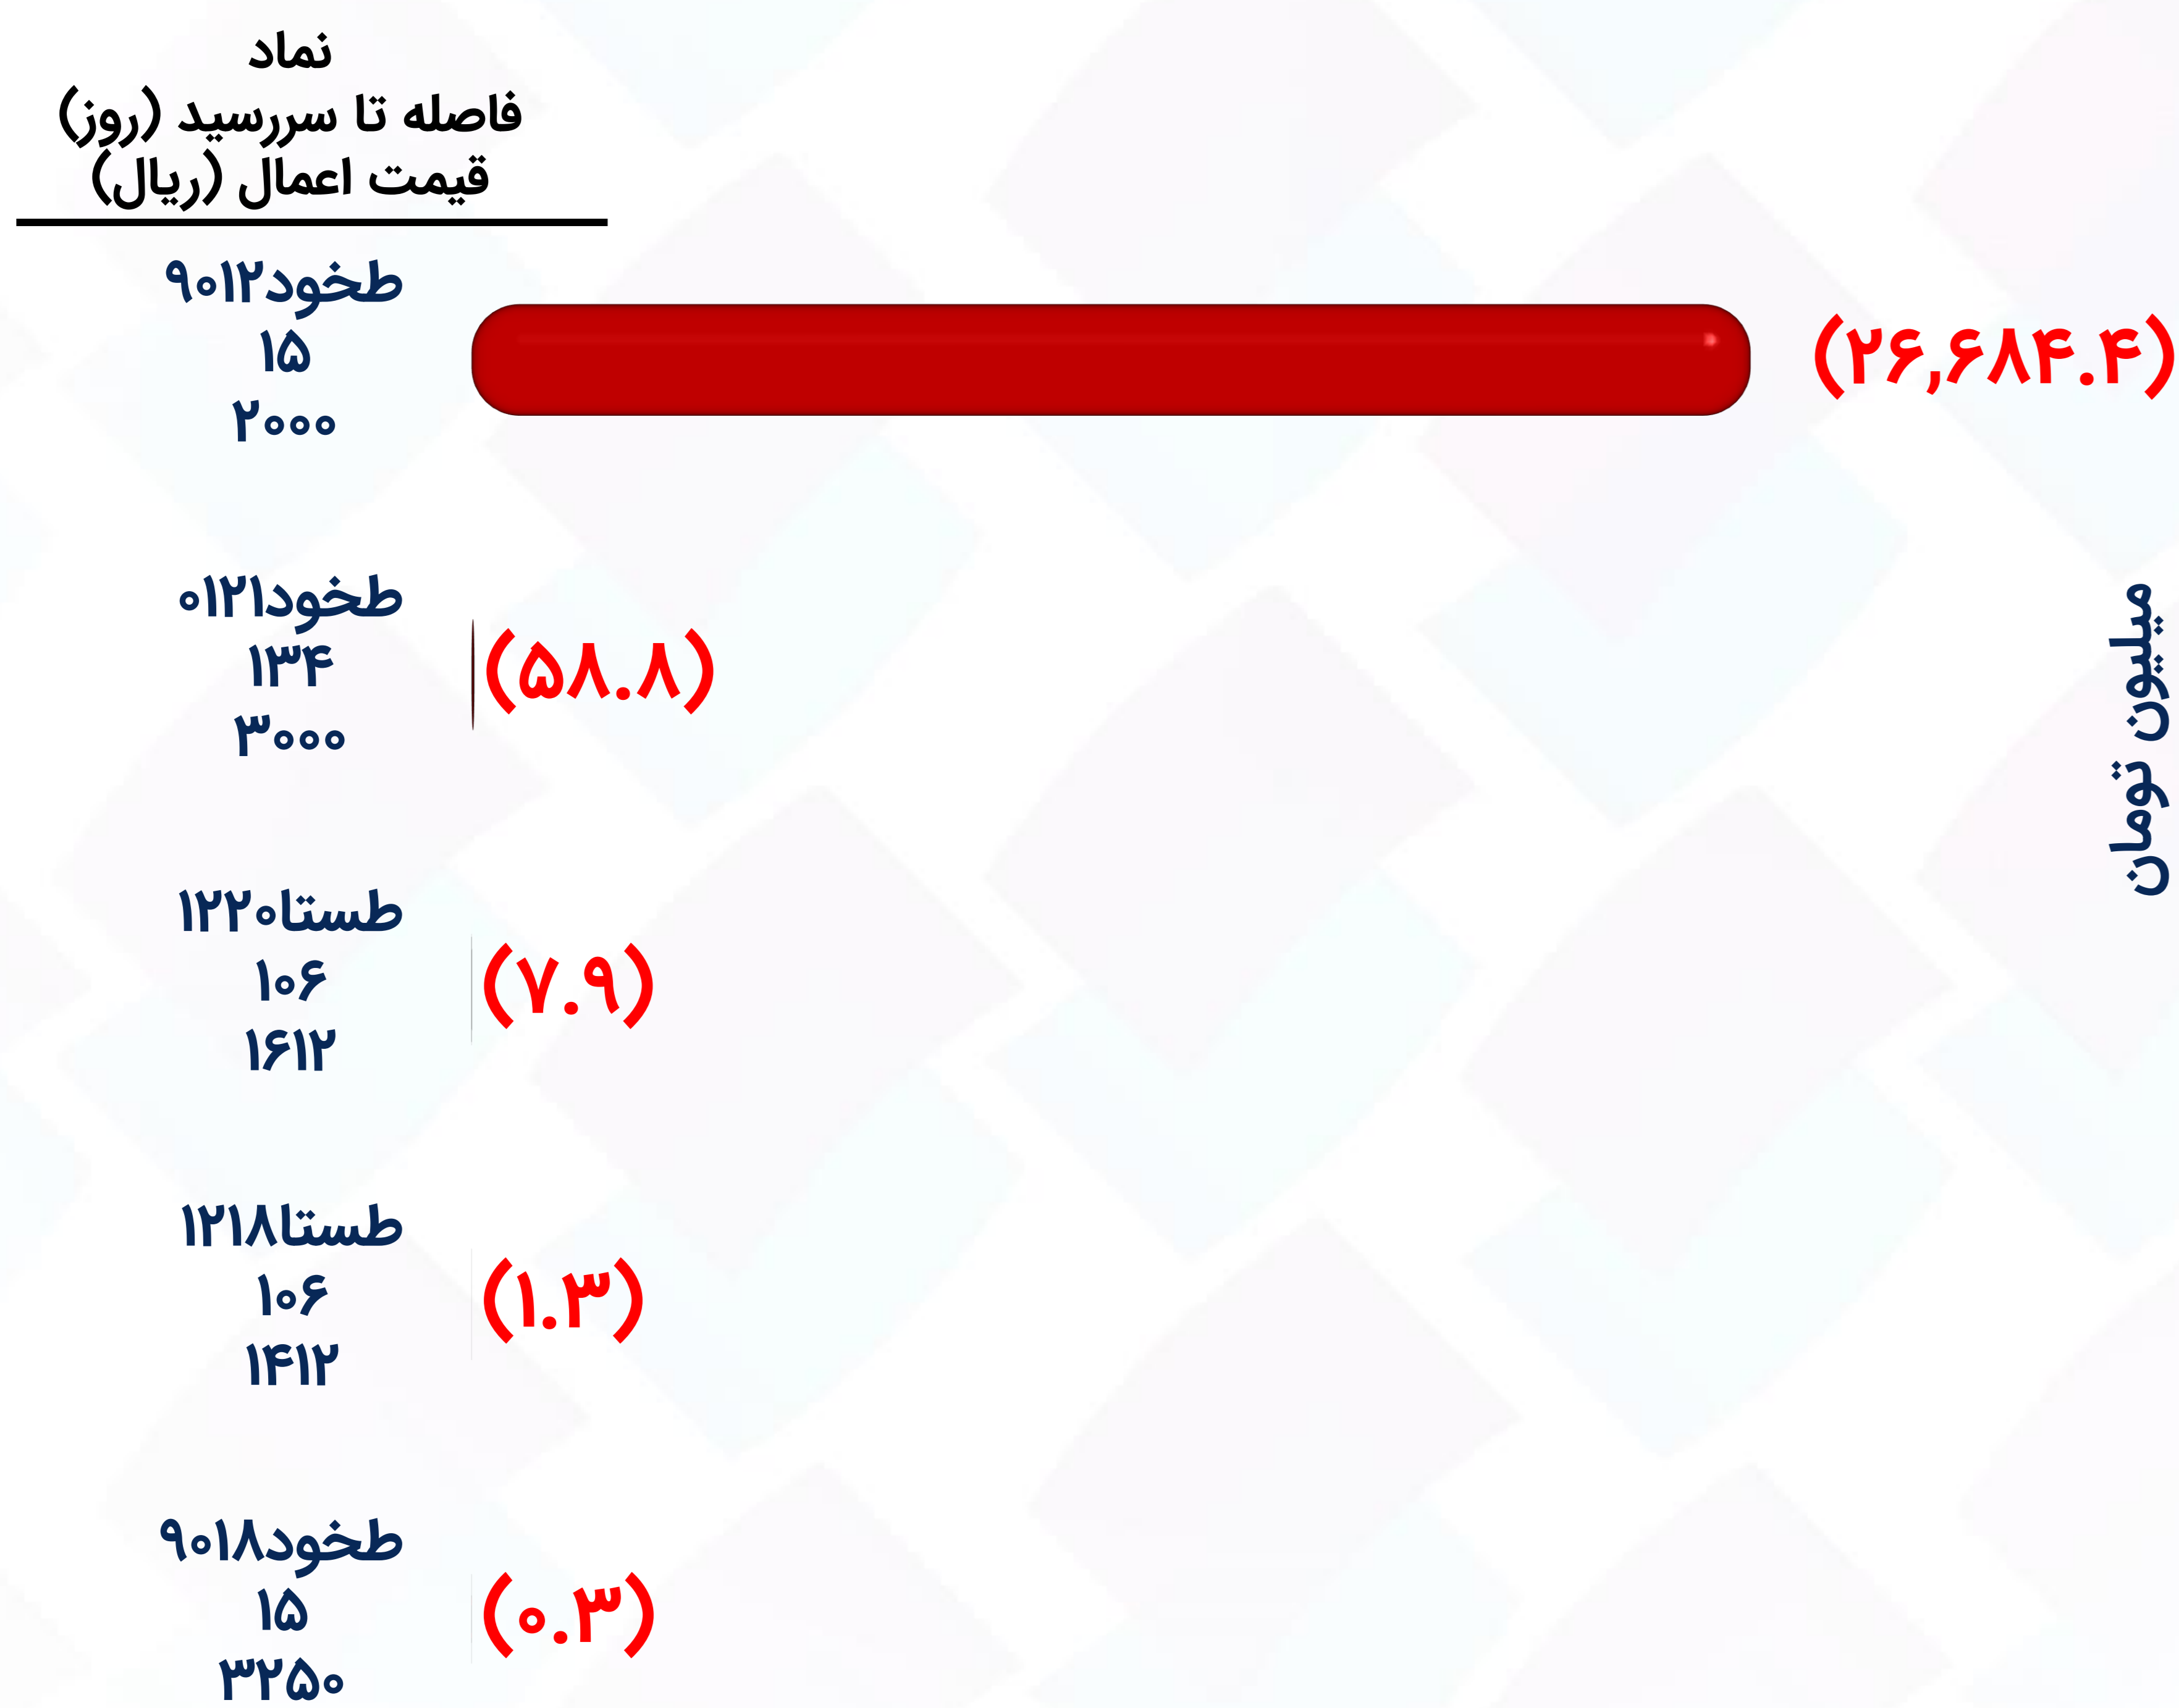 نماد
فاصله تا سررسید (روز)
قیمت اعمال (ریال)
طخود۹۰۱۲
۱۵
۲۰۰۰
(۲۶,۶۸۴.۴)
طخود۰۱۲۱
۱۳۴
۳۰۰۰
(۵۸.۸)
میلیون تومان
طستا۱۲۲۰
۱۰۶
۱۶۱۲
(۷.۹)
طستا۱۲۱۸
۱۰۶
۱۴۱۲
(۱.۳)
طخود۹۰۱۸
۱۵
۳۲۵۰
(۰.۳)